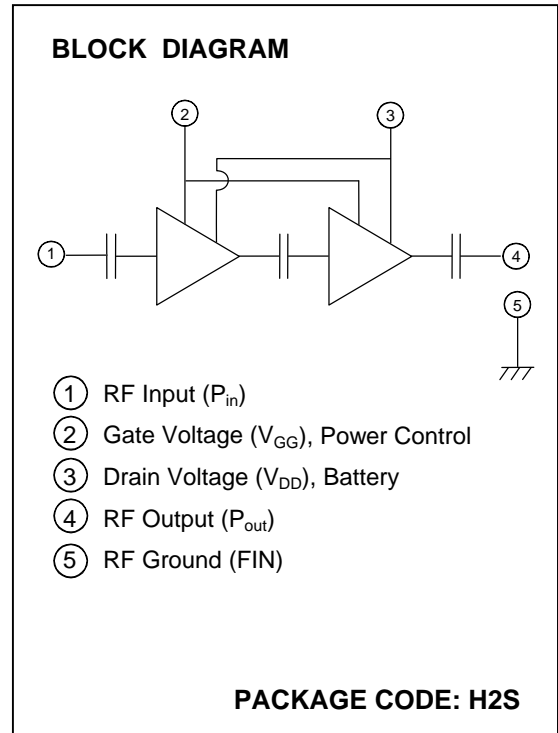 BLOCK DIAGRAM
2
3
1
4
5
1 RF Input (Pin)
2 Gate Voltage (VGG), Power Control
3 Drain Voltage (VDD), Battery
4 RF Output (Pout)
5 RF Ground (FIN)
PACKAGE CODE: H2S